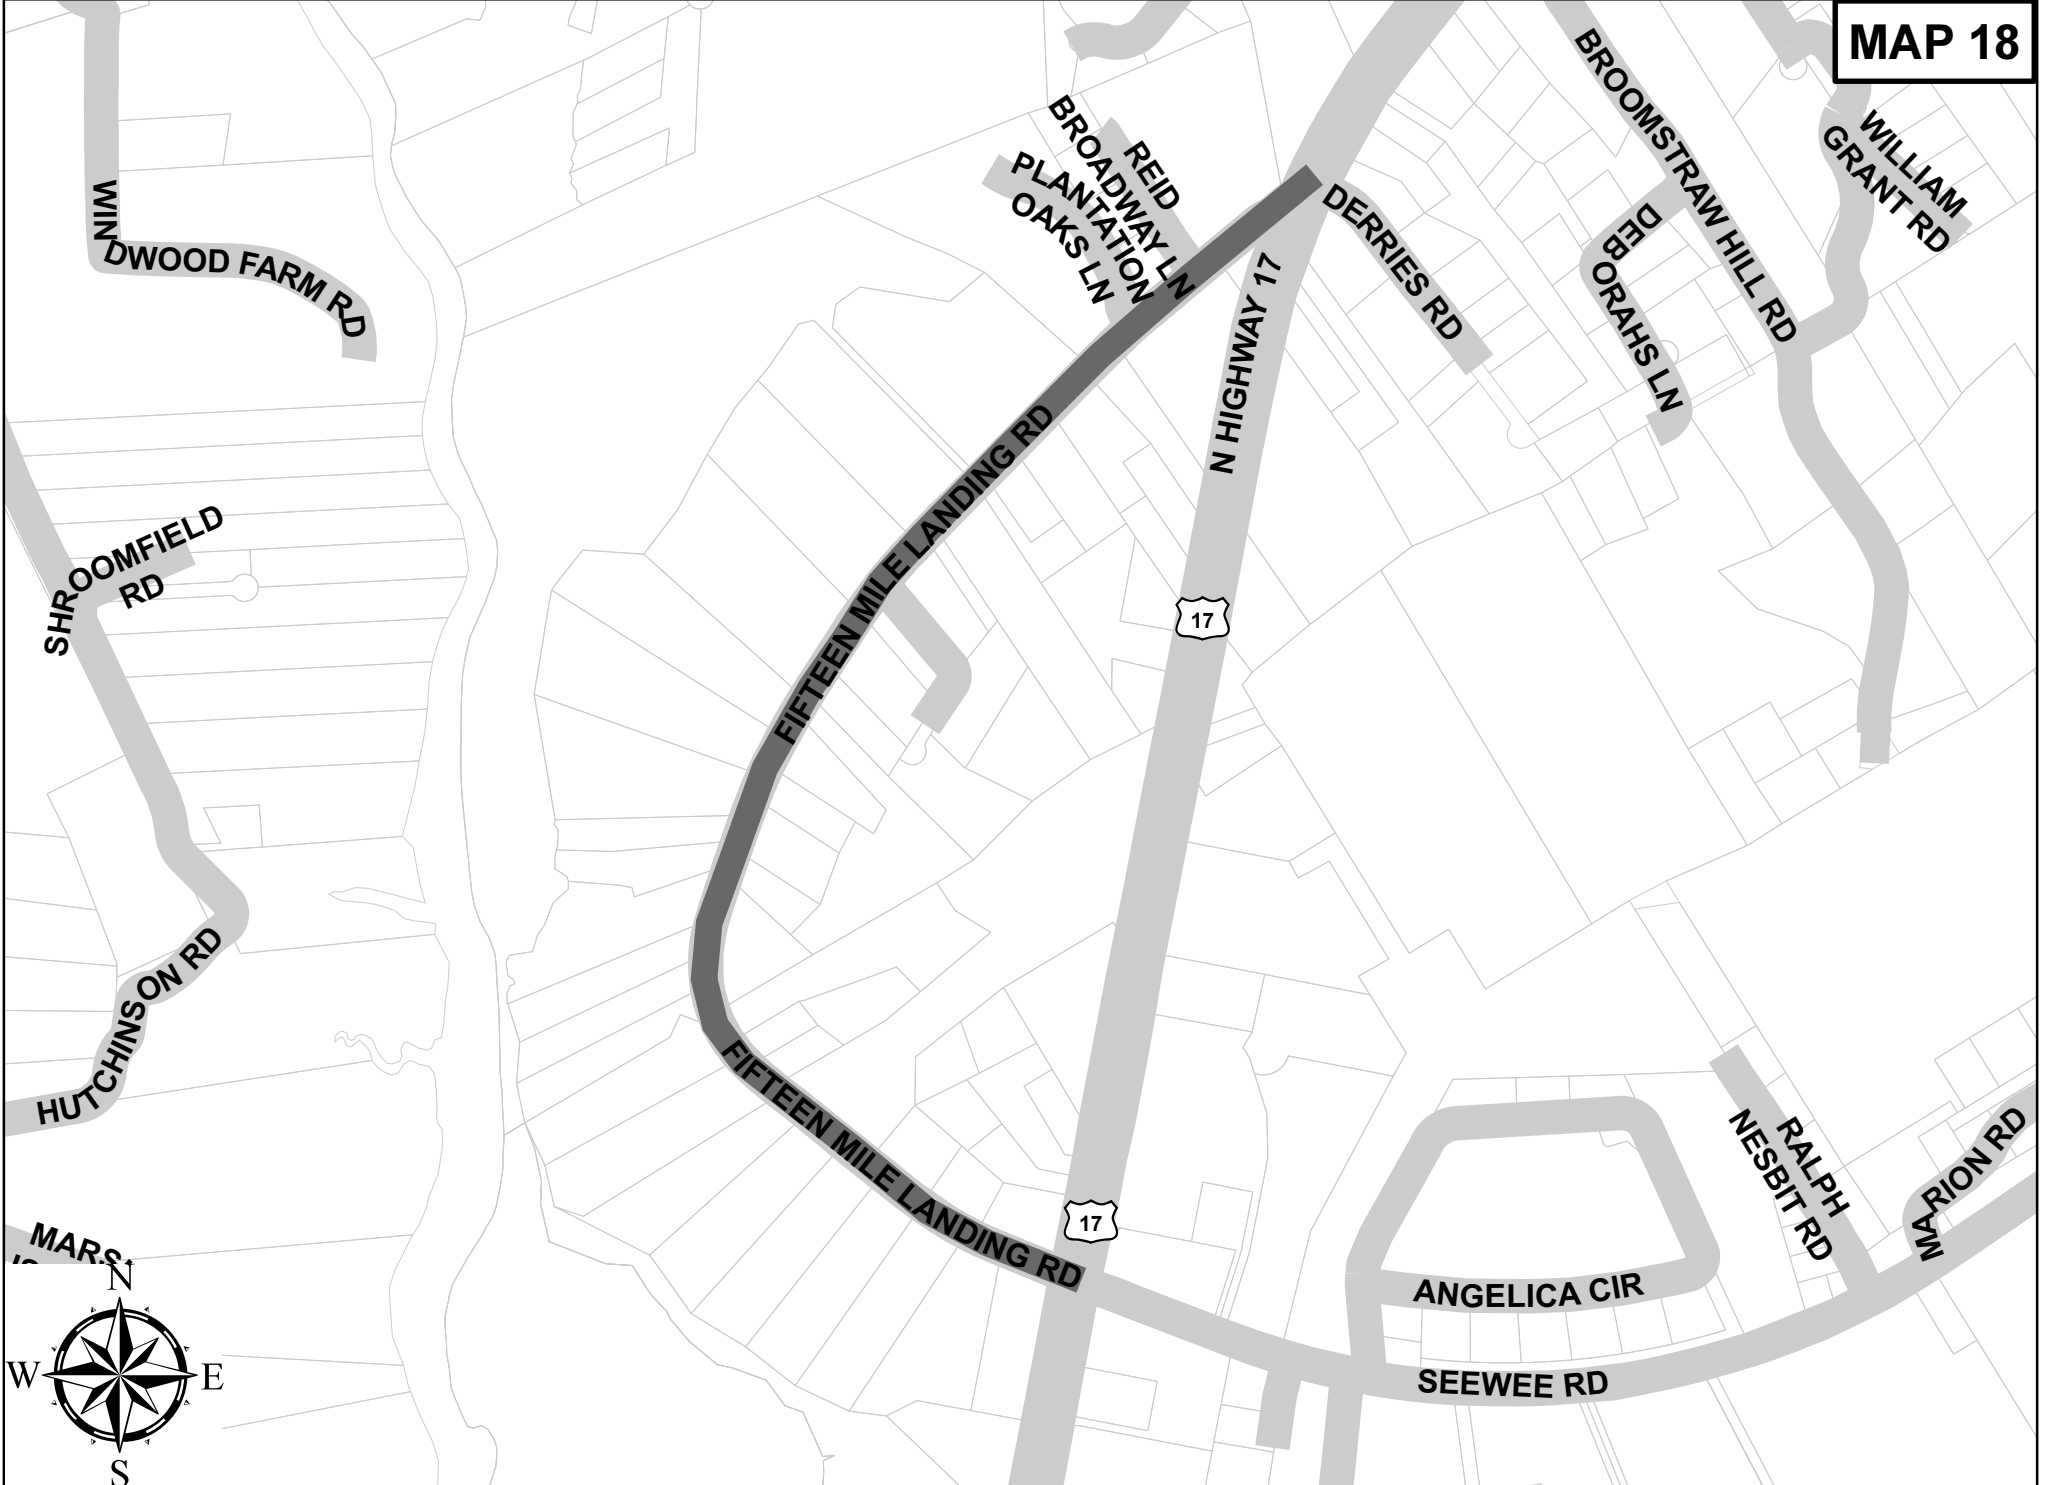 MAP 18
BROOMSTRAW HILL RD
WILLIAM
GRANT RD
REID
BROADWAY LN
PLANTATION
OAKS LN
DERRIES RD
DEBORAHS LN
WINDWOOD FARM RD
N HIGHWAY 17
FIFTEEN MILE LANDING RD
SHROOMFIELD
RD
17
HUTCHINSON RD
FIFTEEN MILE LANDING RD
17
RALPH
NESBIT RD
MARION RD
ANGELICA CIR
SEEWEE RD
N
W
E
S